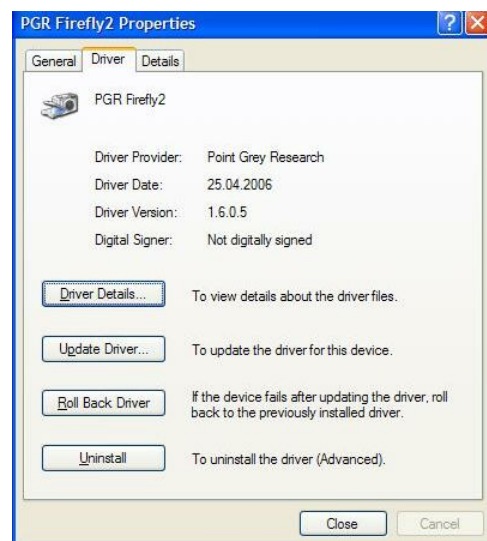 PGR Firefly2 Properties
General Driver Details
PGR Firefly2
Driver Provider: Point Grey Research
Driver Date: 25.04.2006
Driver Version: 1.6.0.5
Digital Signer: Not digitally signed
Driver Details... To view details about the driver files.
Update Driver... To update the driver for this device.
Roll Back Driver If the device fails after updating the driver, roll
back to the previously installed driver.
Uninstall To uninstall the driver (Advanced).
Close Cancel